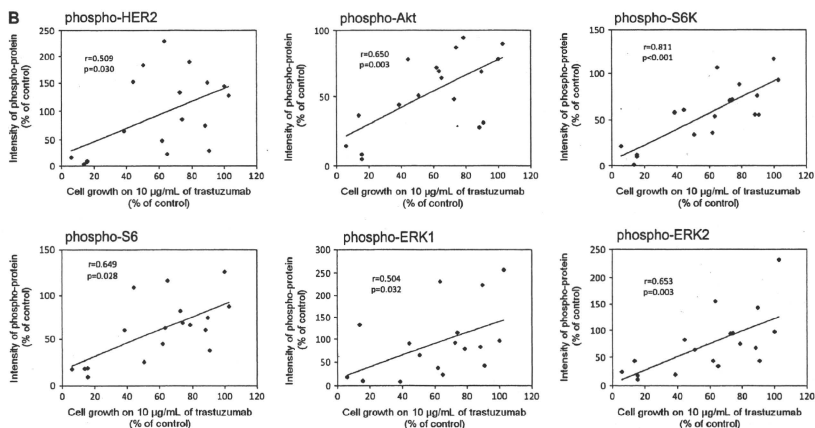 B
phospho-HER2
Intensity of phospho-protein
(% of control)
250
200
150
100
50
0
r=0.509
p=0.030
0 20 40 60 80 100 120
Cell growth on 10 µg/mL of trastuzumab
(% of control)
phospho-Akt
Intensity of phospho-protein
(% of control)
100
50
0
r=0.650
p=0.003
0 20 40 60 80 100 120
Cell growth on 10 µg/mL of trastuzumab
(% of control)
phospho-S6K
Intensity of phospho-protein
(% of control)
150
100
50
0
r=0.811
p<0.001
0 20 40 60 80 100 120
Cell growth on 10 µg/mL of trastuzumab
(% of control)
phospho-S6
Intensity of phospho-protein
(% of control)
150
100
50
0
r=0.649
p=0.028
0 20 40 60 80 100 120
Cell growth on 10 µg/mL of trastuzumab
(% of control)
phospho-ERK1
Intensity of phospho-protein
(% of control)
300
250
200
150
100
50
0
r=0.504
p=0.032
0 20 40 60 80 100 120
Cell growth on 10 µg/mL of trastuzumab
(% of control)
phospho-ERK2
Intensity of phospho-protein
(% of control)
250
200
150
100
50
0
r=0.653
p=0.003
0 20 40 60 80 100 120
Cell growth on 10 µg/mL of trastuzumab
(% of control)